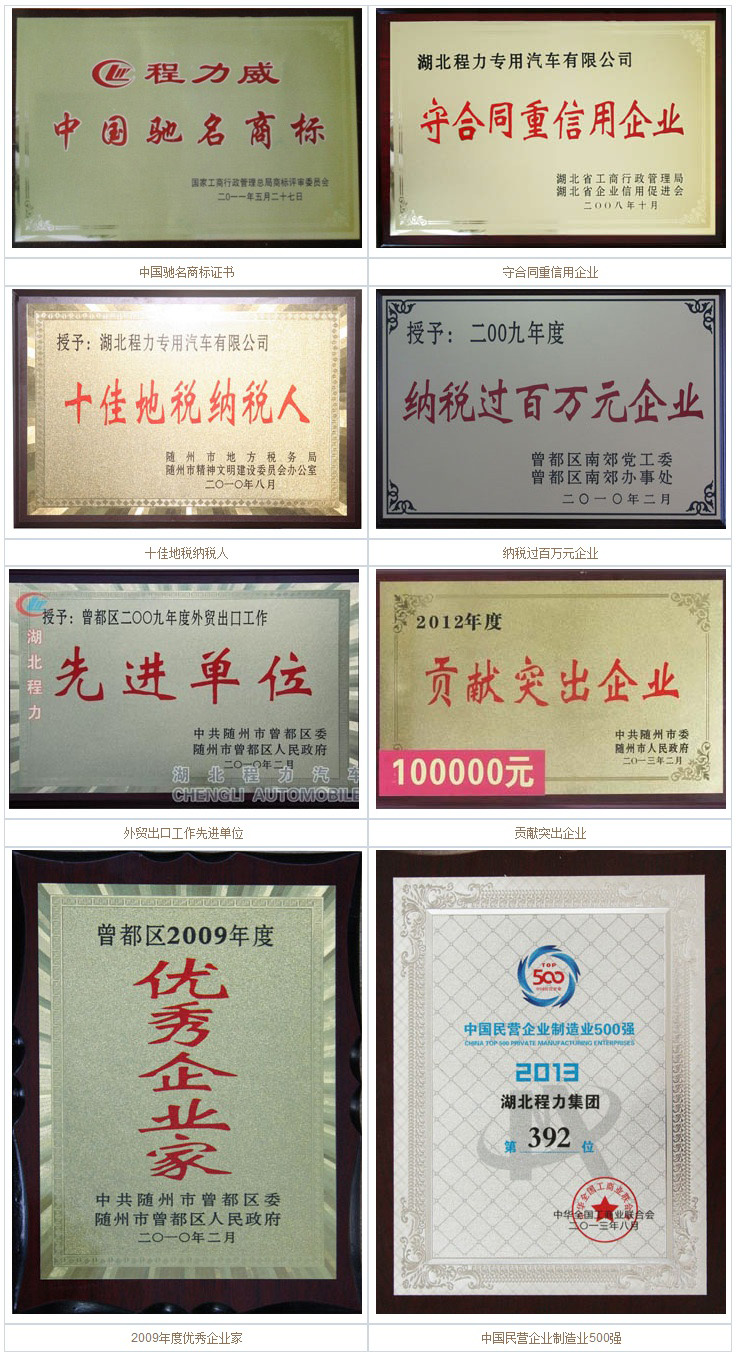 程力威
中国驰名商标
国家工商行政管理总局商标评审委员会
二〇一一年五月二十七日
湖北程力专用汽车有限公司
守合同重信用企业
湖北省工商行政管理局
湖北省企业信用促进会
二〇〇八年十月
中国驰名商标证书
守合同重信用企业
授予：湖北程力专用汽车有限公司
十佳地税纳税人
随州市地方税务局
随州市精神文明建设委员会办公室
二〇一〇年八月
授予：二〇〇九年度
纳税过百万元企业
曾都区南郊党工委
曾都区南郊办事处
二〇一〇年二月
十佳地税纳税人
纳税过百万元企业
授予：曾都区二〇〇九年度外贸出口工作
先进单位
中共随州市曾都区委
随州市曾都区人民政府
二〇一〇年二月
湖北程力
湖北程力汽车
CHENGLI AUTOMOBILE
2012年度
贡献突出企业
中共随州市委
随州市人民政府
二〇一三年二月
100000元
外贸出口工作先进单位
贡献突出企业
曾都区2009年度
优秀企业家
中共随州市曾都区委
随州市曾都区人民政府
二〇一〇年二月
TOP
500
中国民营企业制造业500强
CHINA TOP 500 PRIVATE MANUFACTURING ENTERPRISES
2013
湖北程力集团
第 392 位
中华全国工商业联合会
二〇一三年八月
2009年度优秀企业家
中国民营企业制造业500强